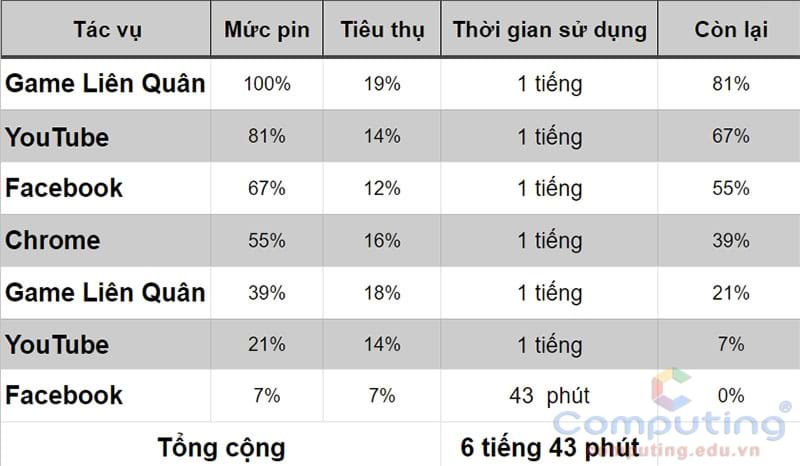 Tác vụ Mức pin Tiêu thụ Thời gian sử dụng Còn lại
Game Liên Quân 100% 19% 1 tiếng 81%
YouTube 81% 14% 1 tiếng 67%
Facebook 67% 12% 1 tiếng 55%
Chrome 55% 16% 1 tiếng 39%
Game Liên Quân 39% 18% 1 tiếng 21%
YouTube 21% 14% 1 tiếng 7%
Facebook 7% 7% 43 phút 0%
Computing®
Tổng cộng 6 tiếng 43 phút
computing.edu.vn